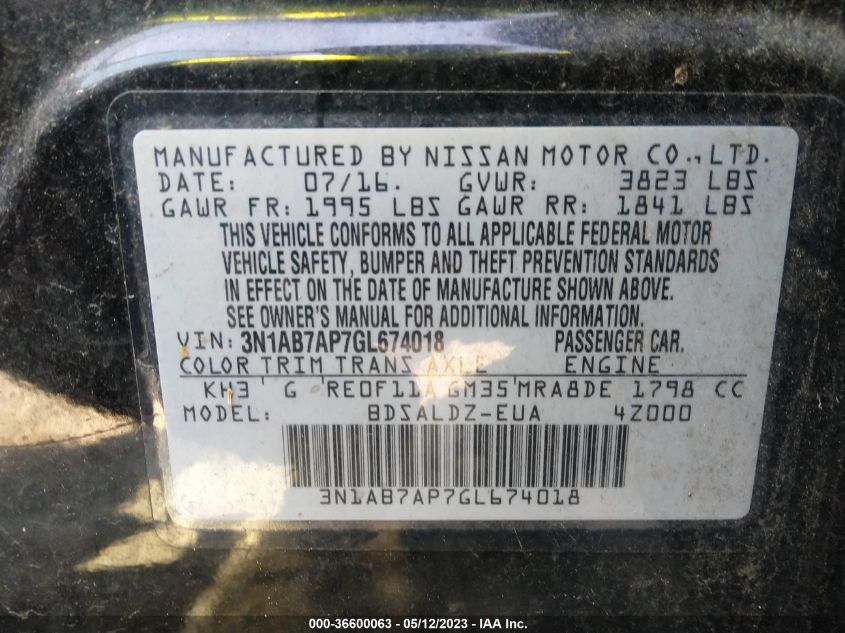 MANUFACTURED BY NISSAN MOTOR CO., LTD.
DATE: 07/16. GVWR: 3823 LBS
GAWR FR: 1995 LBS GAWR RR: 1841 LBS
THIS VEHICLE CONFORMS TO ALL APPLICABLE FEDERAL MOTOR
VEHICLE SAFETY, BUMPER AND THEFT PREVENTION STANDARDS
IN EFFECT ON THE DATE OF MANUFACTURE SHOWN ABOVE.
SEE OWNER'S MANUAL FOR ADDITIONAL INFORMATION.
VIN: 3N1AB7AP7GL674018 PASSENGER CAR.
COLOR TRIM TRANS AXLE ENGINE
KH3 G RE0F11A GM35 MRA8DE 1798 CC
MODEL: BDSALDZ-EUA 4Z000
3N1AB7AP7GL674018
000-36600063 - 05/12/2023 - IAA Inc.